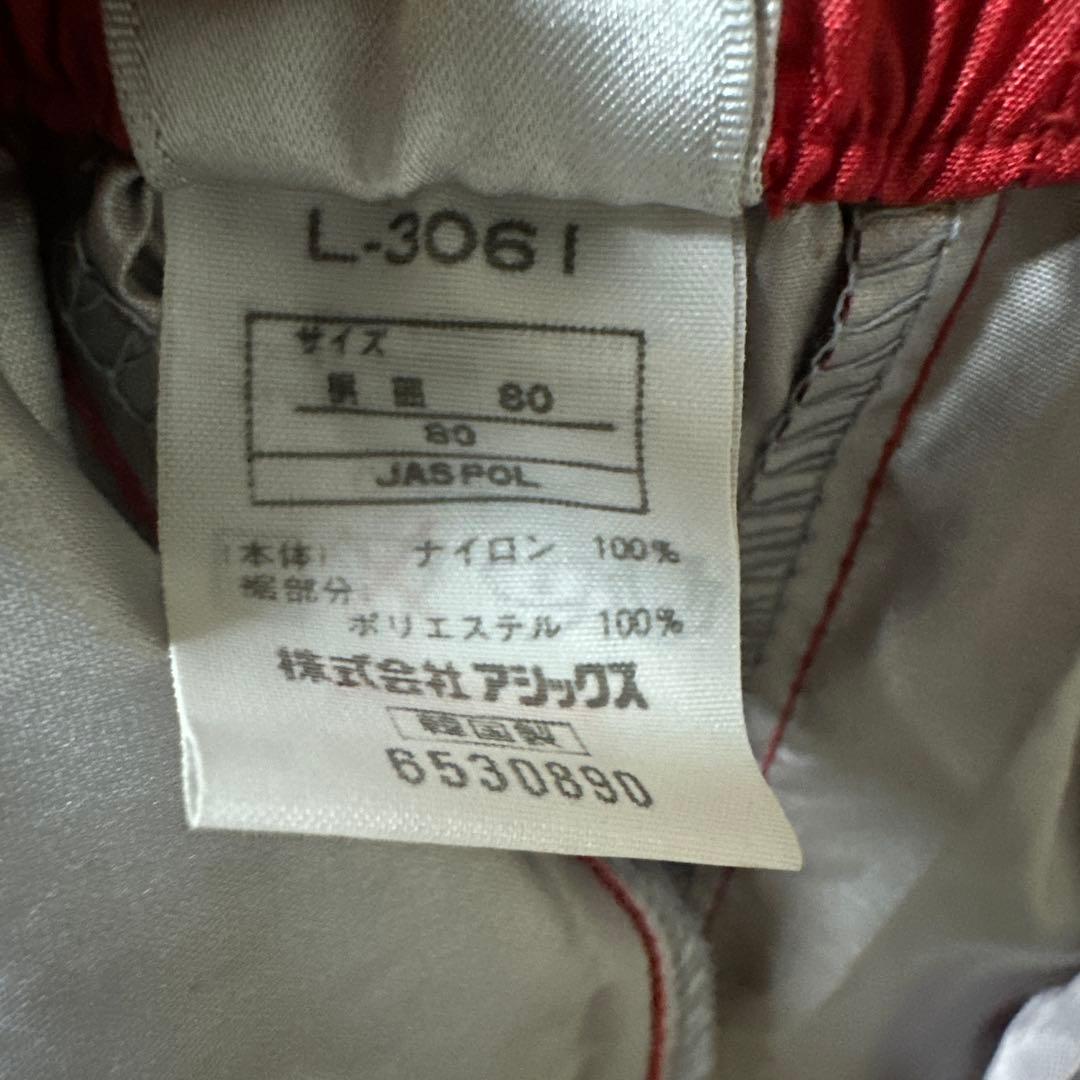 L-3061
サイズ
胴囲 80
80
JASPOL
(本体) ナイロン 100%
裾部分
ポリエステル 100%
株式会社アシックス
韓国製
6530890